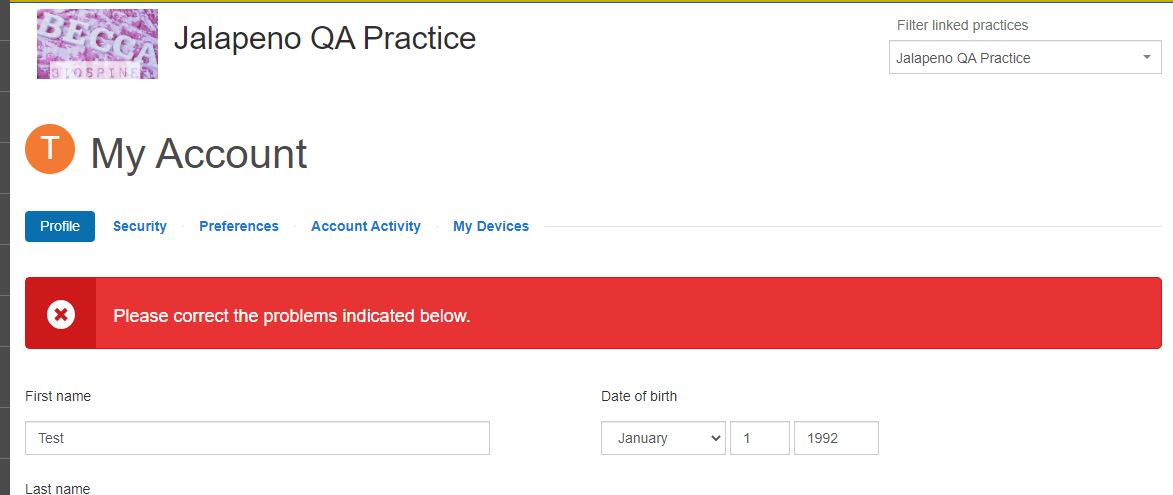 BECCA
BIOSPINE
Jalapeno QA Practice
Filter linked practices
Jalapeno QA Practice
T
My Account
Profile
Security
Preferences
Account Activity
My Devices
Please correct the problems indicated below.
First name
Date of birth
Test
January
1
1992
Last name